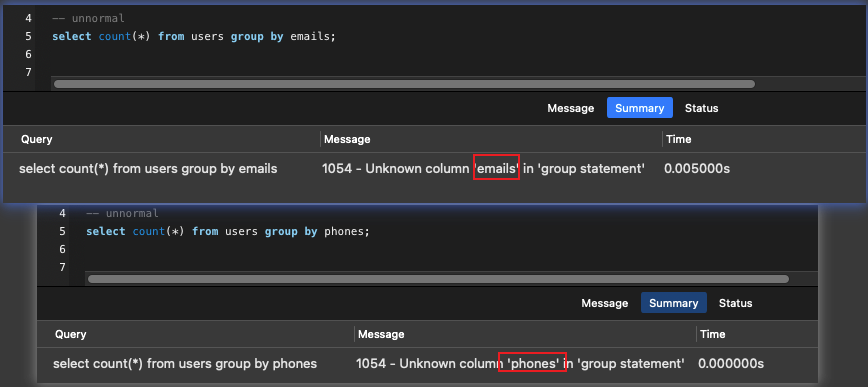 4 -- unnormal
5 select count(*) from users group by emails;
6
7
Message Summary Status
Query Message Time
select count(*) from users group by emails 1054 - Unknown column 'emails' in 'group statement' 0.005000s
4 -- unnormal
5 select count(*) from users group by phones;
6
7
Message Summary Status
Query Message Time
select count(*) from users group by phones 1054 - Unknown column 'phones' in 'group statement' 0.000000s